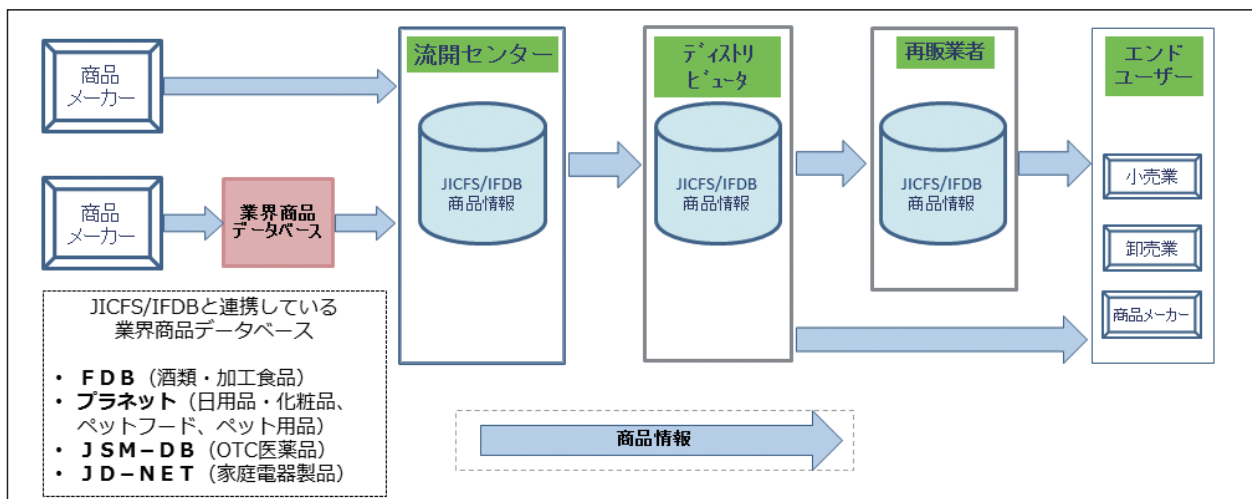 商品
メーカー
流開センター
ディストリ
ビュータ
再販業者
エンド
ユーザー
JICFS/IFDB
商品情報
JICFS/IFDB
商品情報
JICFS/IFDB
商品情報
小売業
卸売業
商品メーカー
商品
メーカー
業界商品
データベース
JICFS/IFDBと連携している
業界商品データベース
・ FDB（酒類・加工食品）
・ プラネット（日用品・化粧品、
ペットフード、ペット用品）
・ JSM－DB（OTC医薬品）
・ JD－NET（家庭電器製品）
商品情報